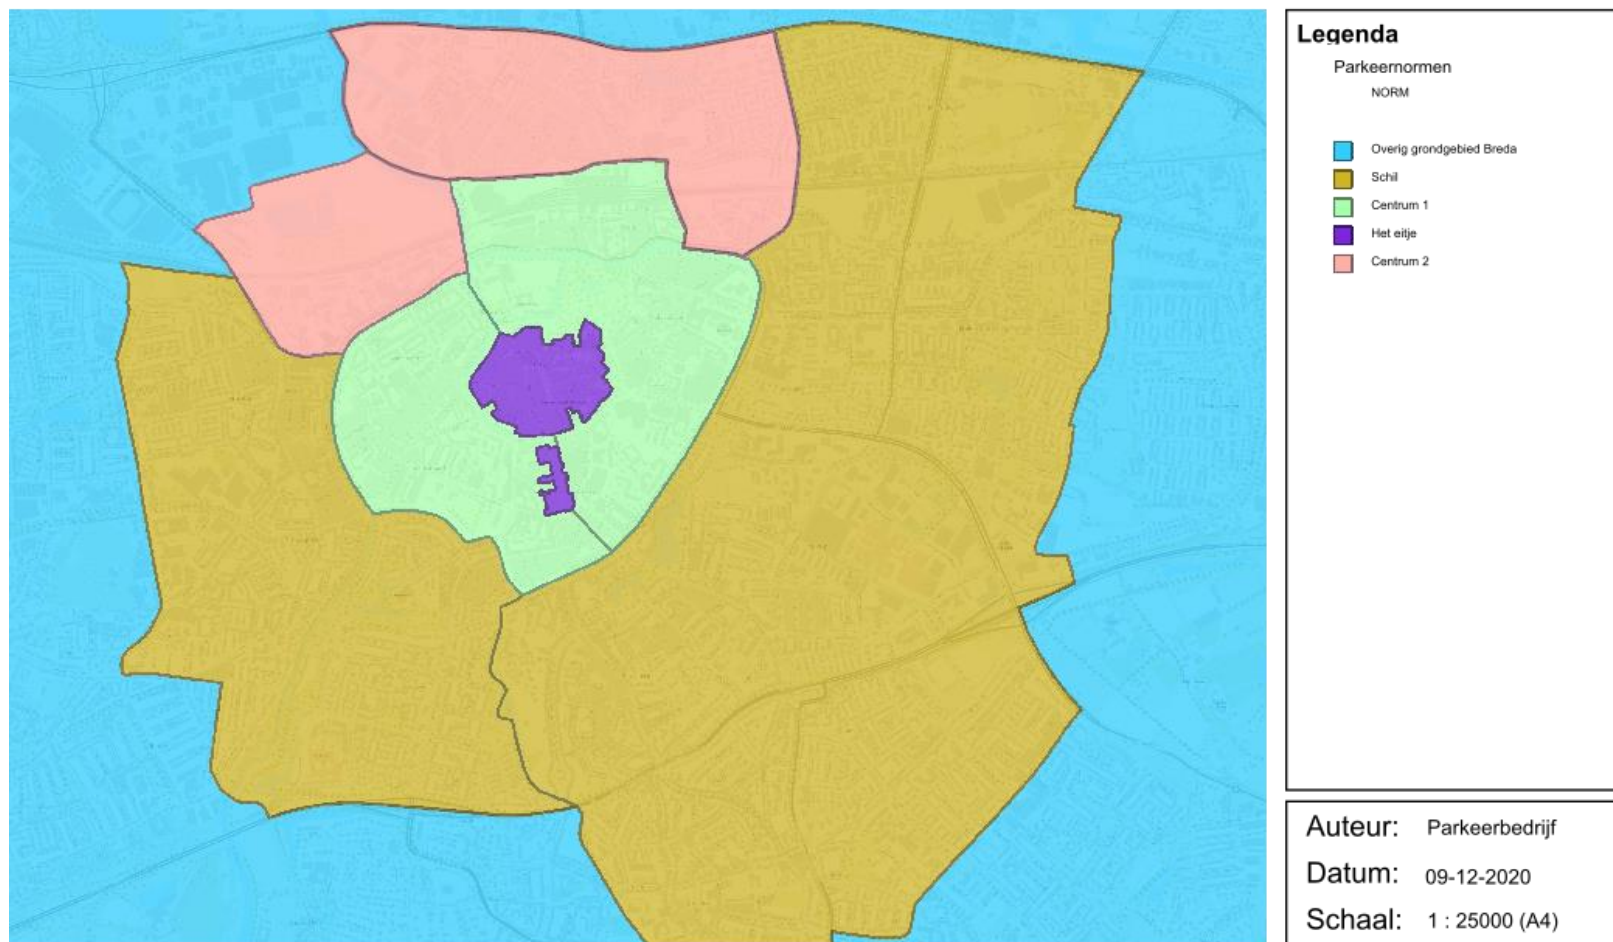 Legenda
Parkeernormen
NORM
Overig grondgebied Breda
Schil
Centrum 1
Het eitje
Centrum 2
Auteur: Parkeerbedrijf
Datum: 09-12-2020
Schaal: 1 : 25000 (A4)